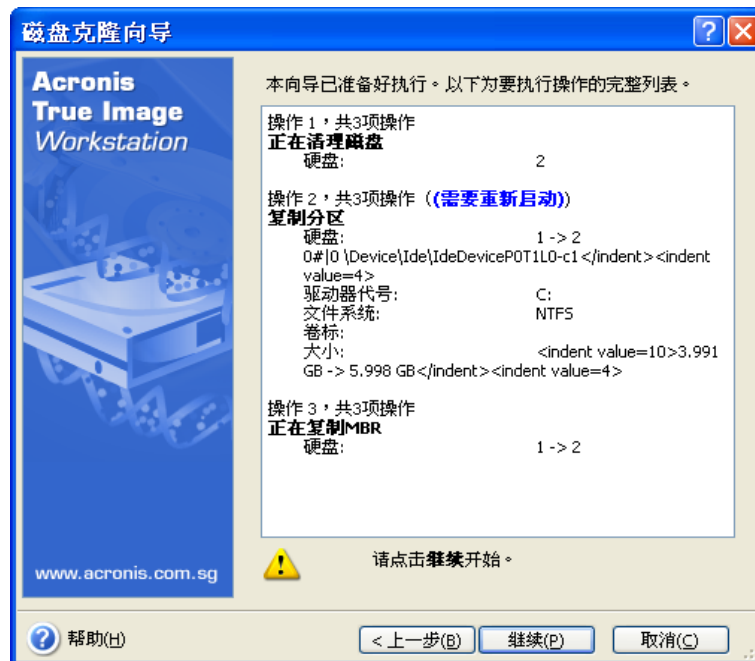 磁盘克隆向导
Acronis
True Image
Workstation
本向导已准备好执行。以下为要执行操作的完整列表。
操作 1，共3项操作
正在清理磁盘
硬盘: 2
操作 2，共3项操作 ((需要重新启动))
复制分区
硬盘: 1 -> 2
0#|0 \Device\Ide\IdeDeviceP0T1L0-c1</indent><indent
value=4>
驱动器代号: C:
文件系统: NTFS
卷标:
大小: <indent value=10>3.991
GB -> 5.998 GB</indent><indent value=4>
操作 3，共3项操作
正在复制MBR
硬盘: 1 -> 2
请点击继续开始。
www.acronis.com.sg
帮助(H)
< 上一步(B)
继续(P)
取消(C)